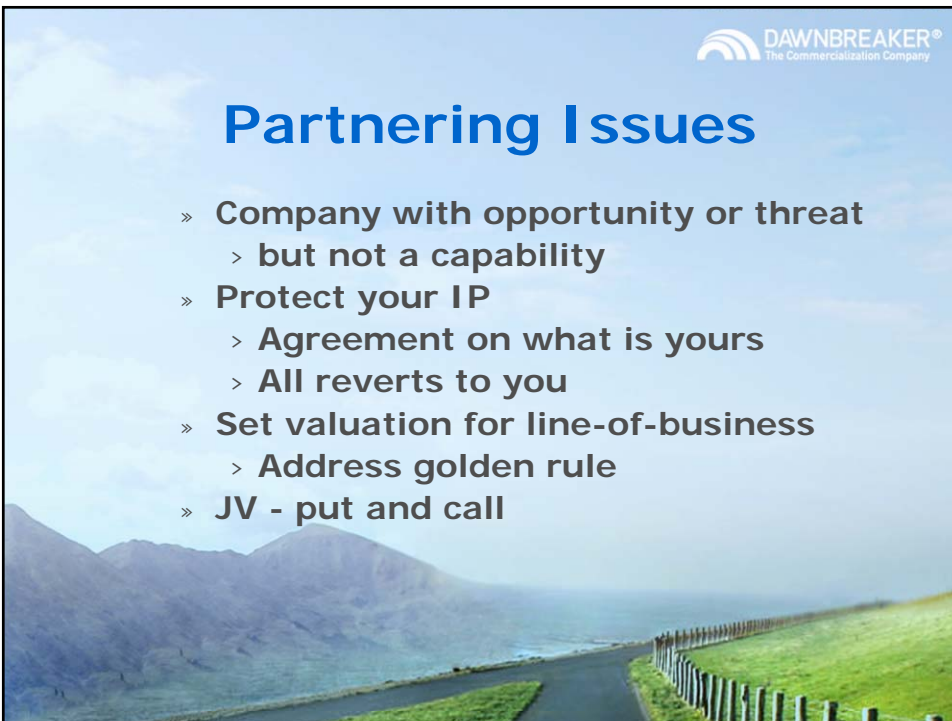 DAWNBREAKER®
The Commercialization Company
Partnering Issues
» Company with opportunity or threat
> but not a capability
» Protect your IP
> Agreement on what is yours
> All reverts to you
» Set valuation for line-of-business
> Address golden rule
» JV - put and call